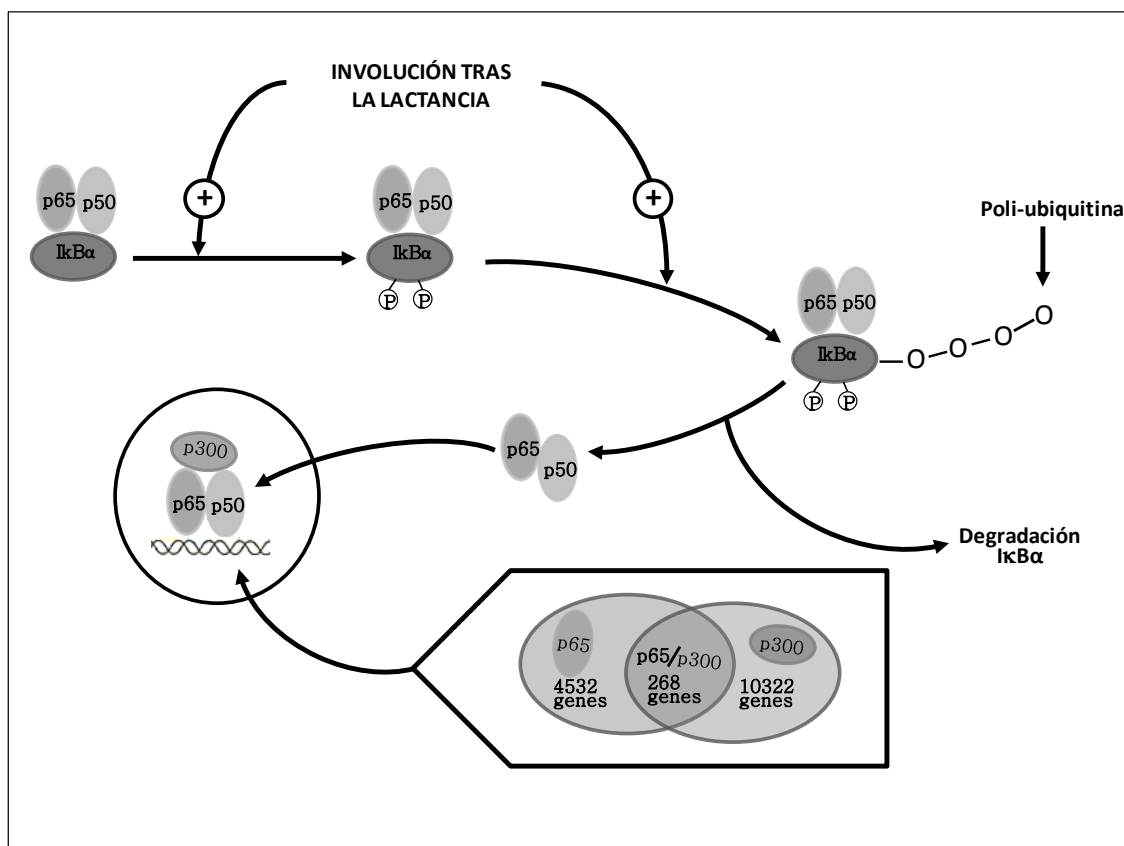 INVOLUCIÓN TRAS
LA LACTANCIA
+
+
p65 p50
IkBα
p65 p50
IkBα
P P
Poli-ubiquitina
p65 p50
IkBα
O O O O
P P
p300
p65 p50
p65
p50
Degradación
IκBα
p65
4532
genes
p65/p300
268
genes
p300
10322
genes